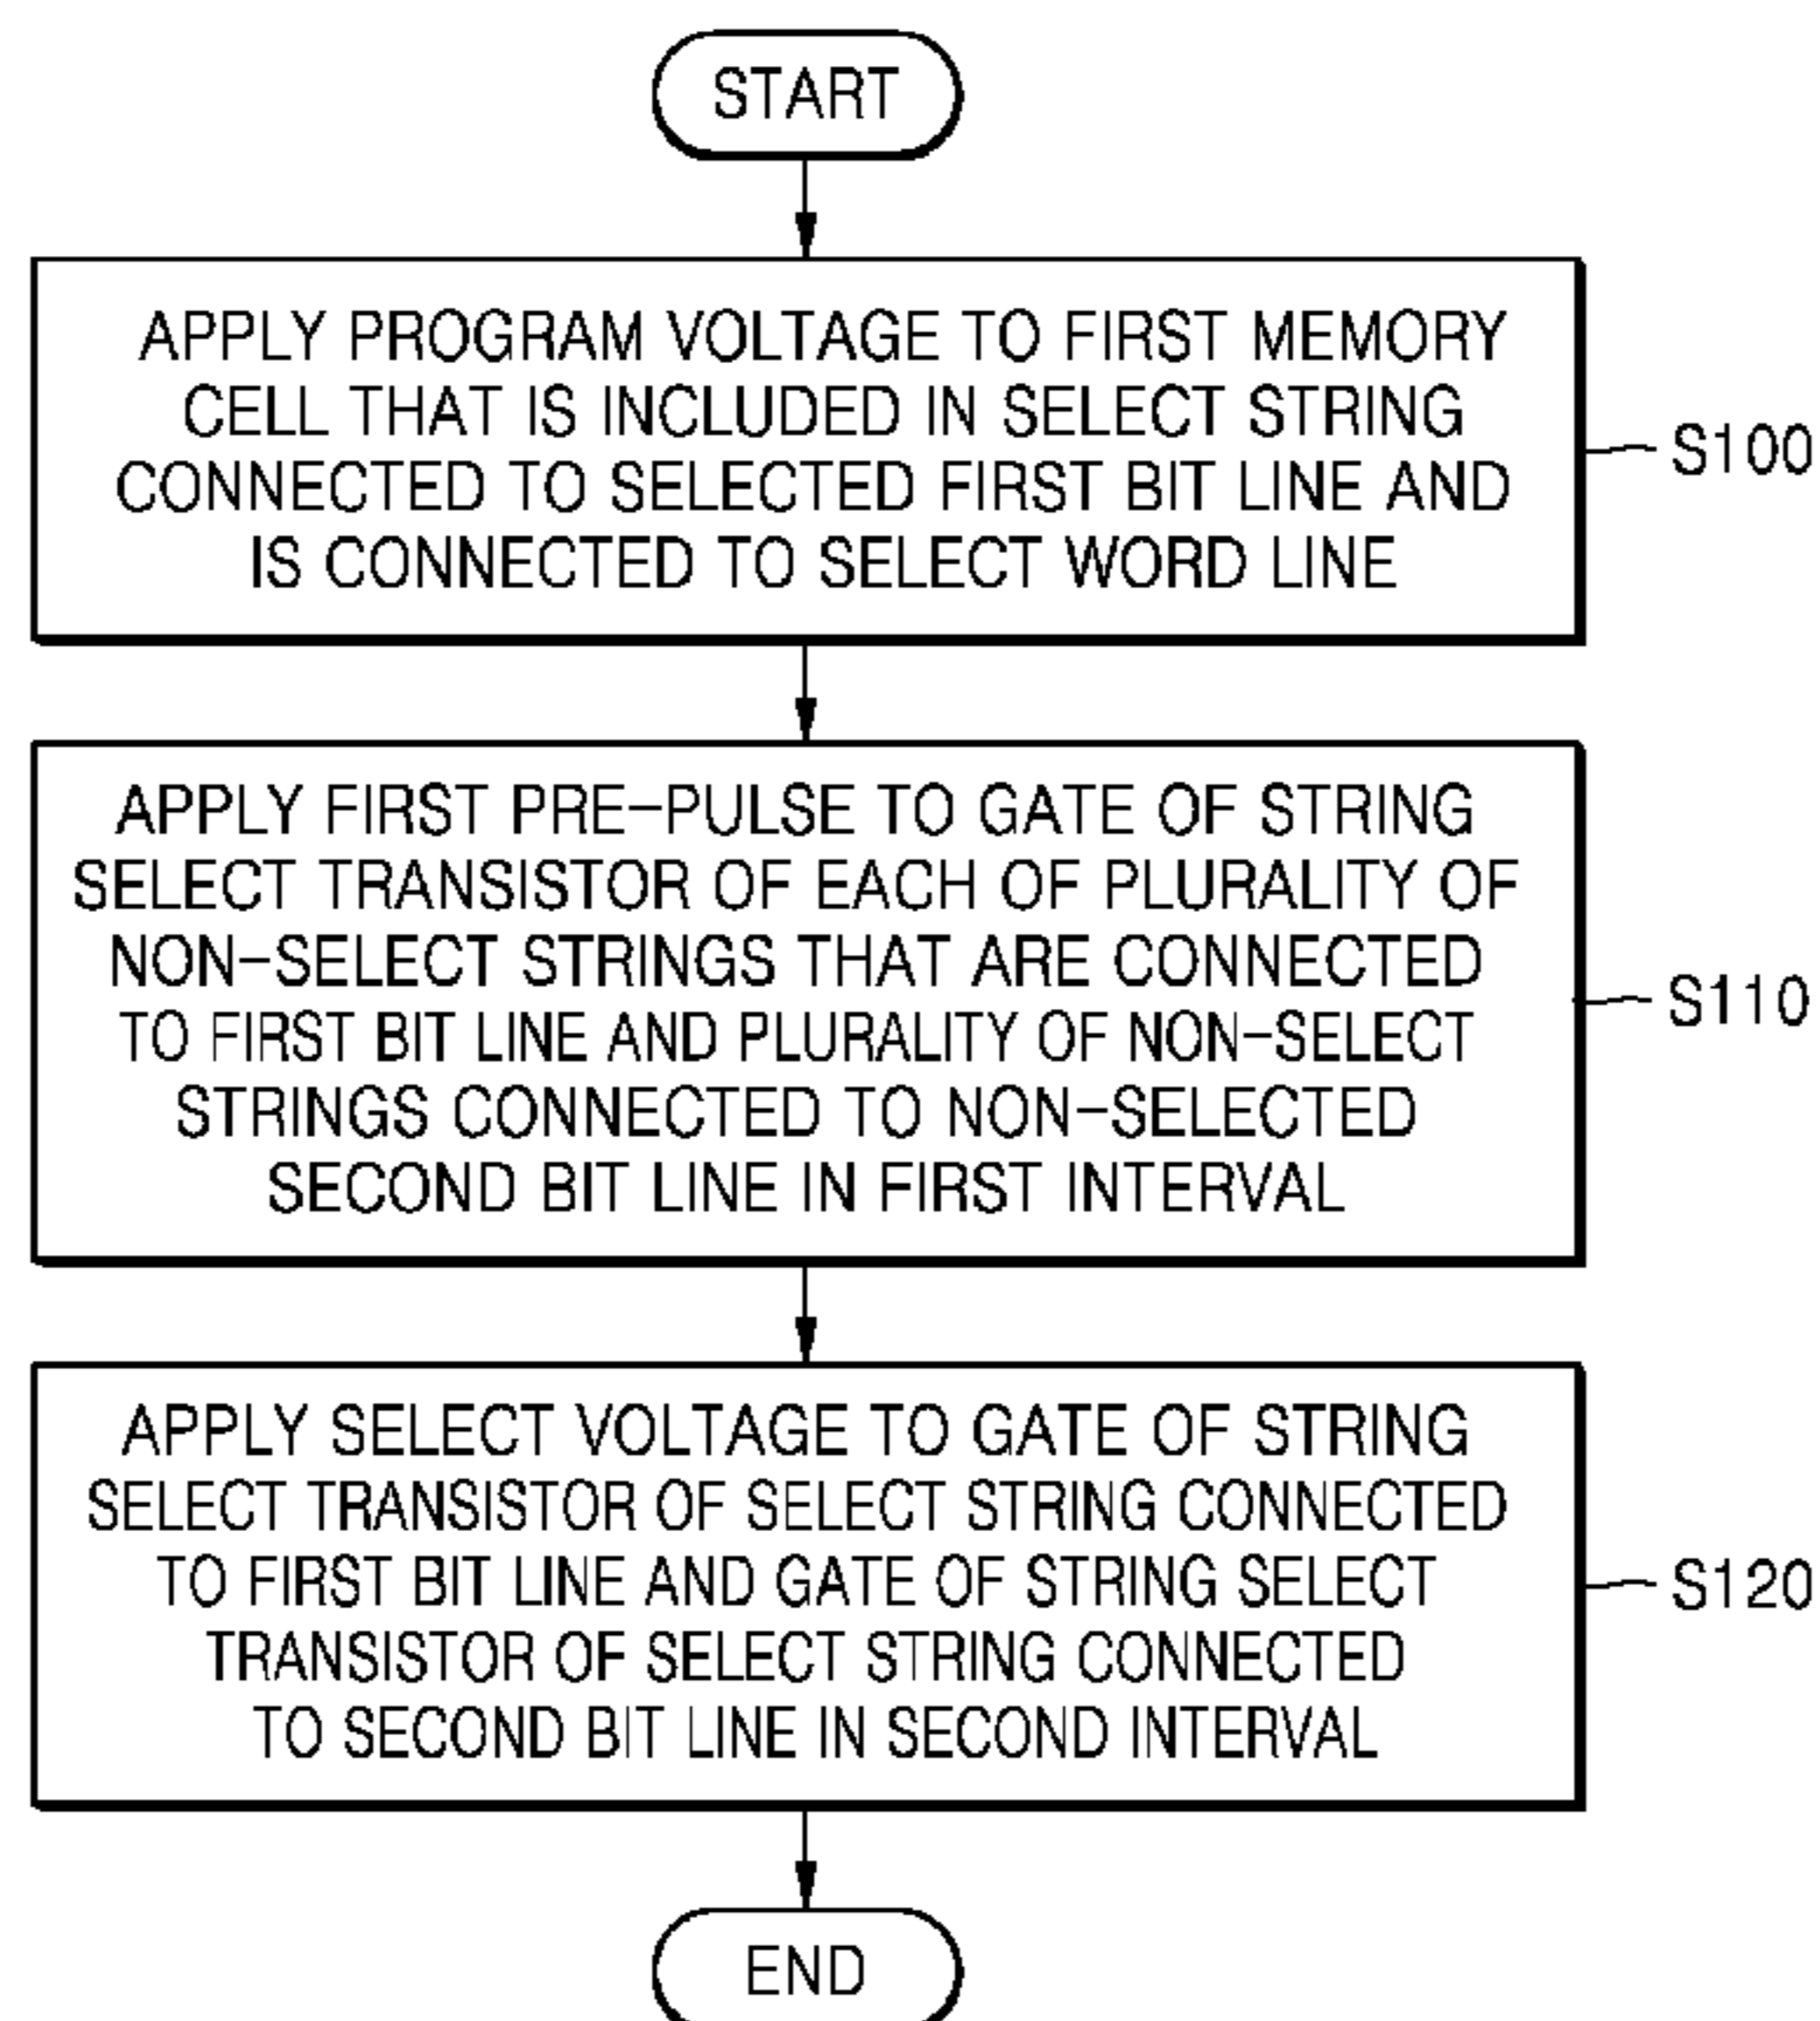 START
APPLY PROGRAM VOLTAGE TO FIRST MEMORY
CELL THAT IS INCLUDED IN SELECT STRING
CONNECTED TO SELECTED FIRST BIT LINE AND
IS CONNECTED TO SELECT WORD LINE
S100
APPLY FIRST PRE-PULSE TO GATE OF STRING
SELECT TRANSISTOR OF EACH OF PLURALITY OF
NON-SELECT STRINGS THAT ARE CONNECTED
TO FIRST BIT LINE AND PLURALITY OF NON-SELECT
STRINGS CONNECTED TO NON-SELECTED
SECOND BIT LINE IN FIRST INTERVAL
S110
APPLY SELECT VOLTAGE TO GATE OF STRING
SELECT TRANSISTOR OF SELECT STRING CONNECTED
TO FIRST BIT LINE AND GATE OF STRING SELECT
TRANSISTOR OF SELECT STRING CONNECTED
TO SECOND BIT LINE IN SECOND INTERVAL
S120
END